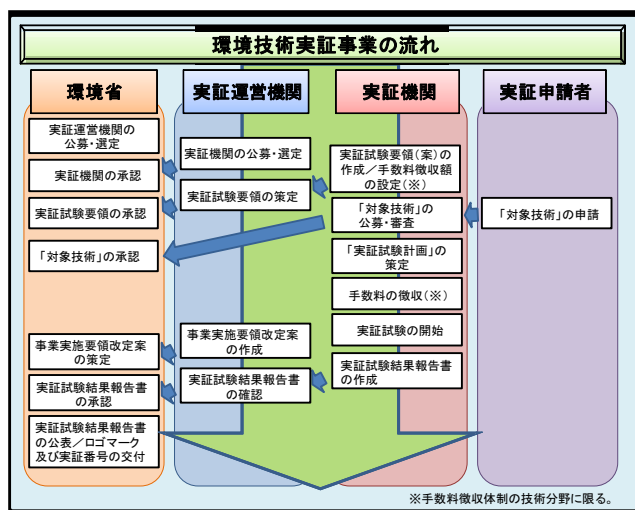 環境技術実証事業の流れ
環境省
実証運営機関
実証機関
実証申請者
実証運営機関の
公募・選定
実証機関の承認
実証試験要領の承認
「対象技術」の承認
事業実施要領改定案
の策定
実証試験結果報告書
の承認
実証試験結果報告書
の公表/ロゴマーク
及び実証番号の交付
実証機関の公募・選定
実証試験要領の策定
事業実施要領改定案
の作成
実証試験結果報告書
の確認
実証試験要領(案)の
作成/手数料徴収額
の設定(※)
「対象技術」の
公募・審査
「実証試験計画」の
策定
手数料の徴収(※)
実証試験の開始
実証試験結果報告書
の作成
「対象技術」の申請
※手数料徴収体制の技術分野に限る。